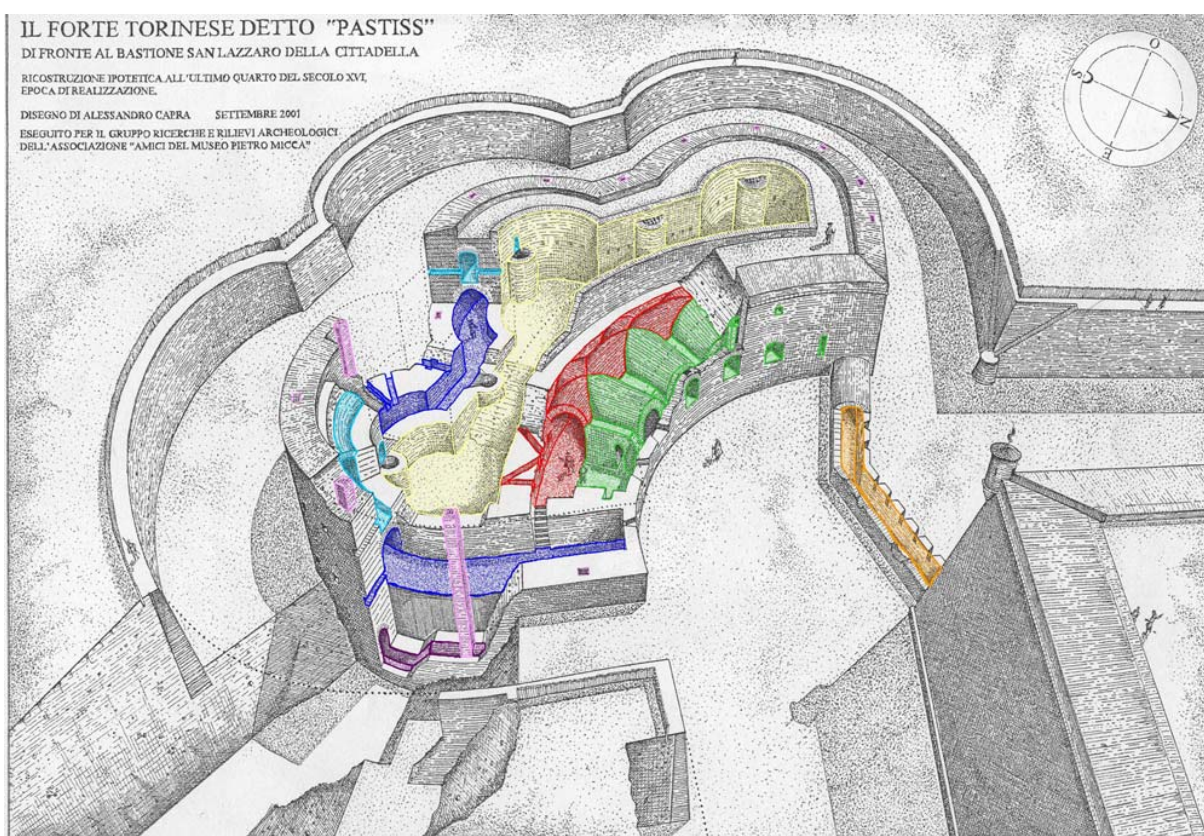 IL FORTE TORINESE DETTO "PASTISS"
DI FRONTE AL BASTIONE SAN LAZZARO DELLA CITTADELLA
RICOSTRUZIONE IPOTETICA ALL'ULTIMO QUARTO DEL SECOLO XVI,
EPOCA DI REALIZZAZIONE.
DISEGNO DI ALESSANDRO CAPRA SETTEMBRE 2001
ESEGUITO PER IL GRUPPO RICERCHE E RILIEVI ARCHEOLOGICI
DELL'ASSOCIAZIONE "AMICI DEL MUSEO PIETRO MICCA"
O
S
N
E